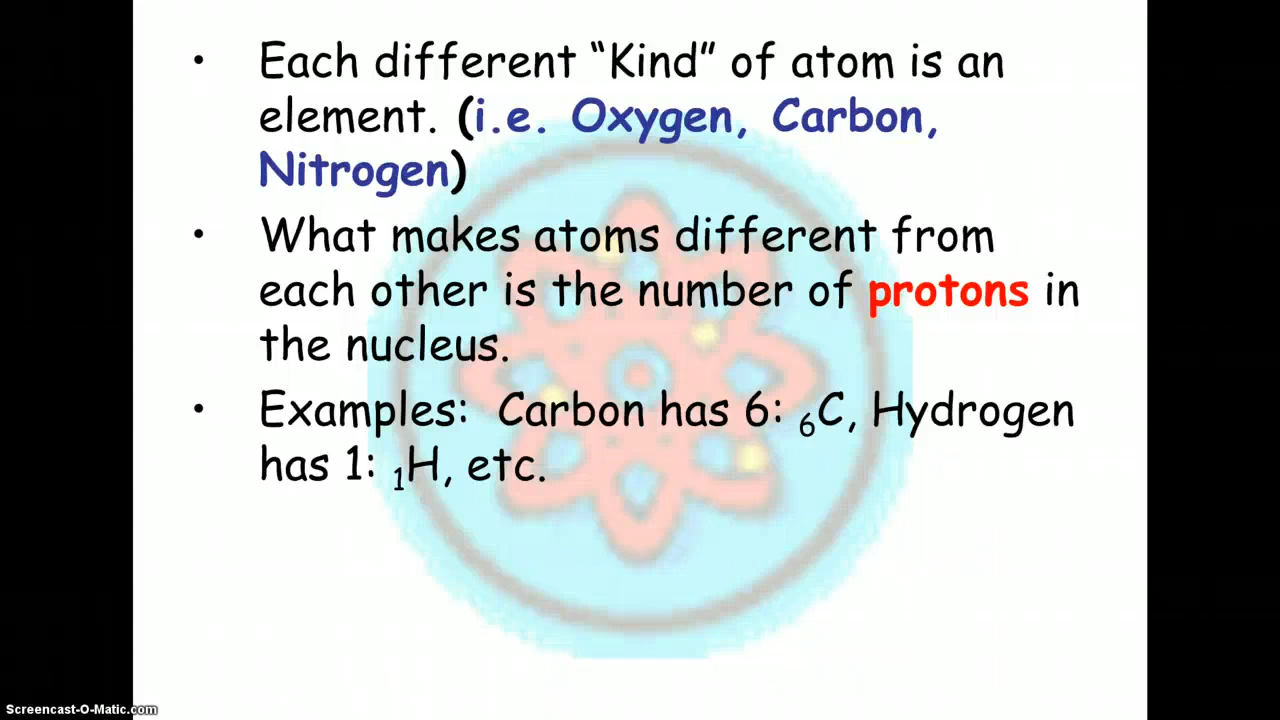 • Each different “Kind” of atom is an
element. (i.e. Oxygen, Carbon,
Nitrogen)
• What makes atoms different from
each other is the number of protons in
the nucleus.
• Examples: Carbon has 6: ₆C, Hydrogen
has 1: ₁H, etc.
Screencast-O-Matic.com